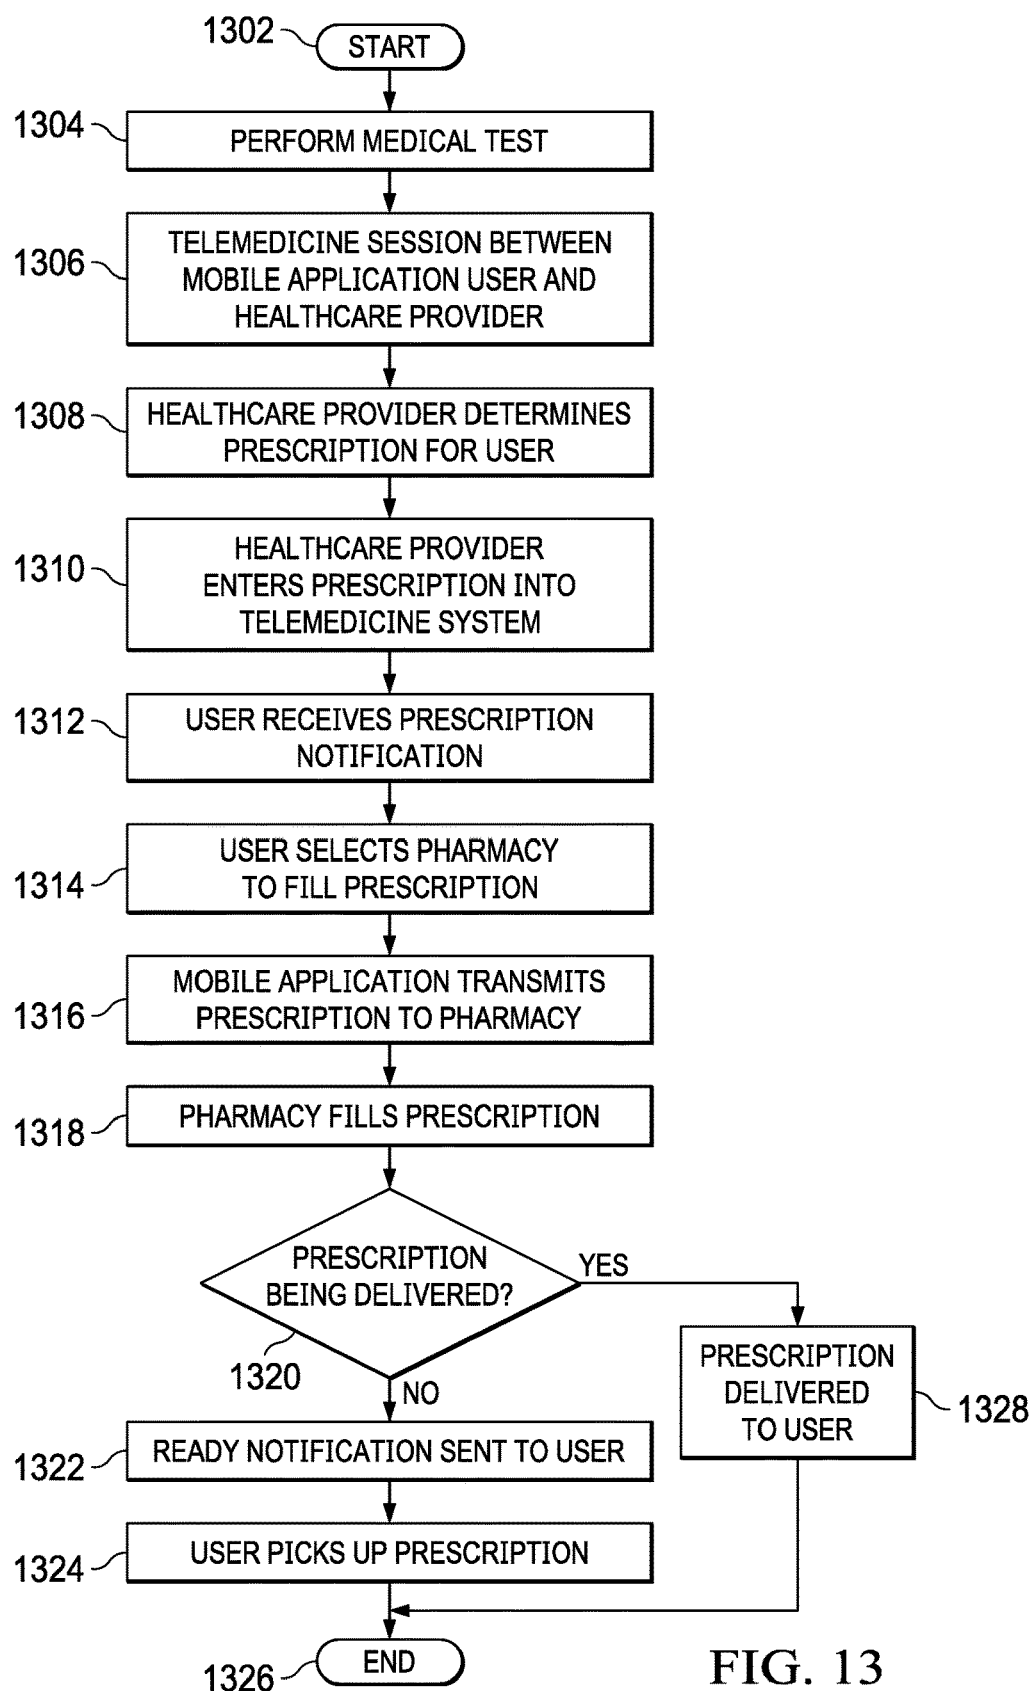 1302
START
1304
PERFORM MEDICAL TEST
1306
TELEMEDICINE SESSION BETWEEN
MOBILE APPLICATION USER AND
HEALTHCARE PROVIDER
1308
HEALTHCARE PROVIDER DETERMINES
PRESCRIPTION FOR USER
1310
HEALTHCARE PROVIDER
ENTERS PRESCRIPTION INTO
TELEMEDICINE SYSTEM
1312
USER RECEIVES PRESCRIPTION
NOTIFICATION
1314
USER SELECTS PHARMACY
TO FILL PRESCRIPTION
1316
MOBILE APPLICATION TRANSMITS
PRESCRIPTION TO PHARMACY
1318
PHARMACY FILLS PRESCRIPTION
PRESCRIPTION
BEING DELIVERED?
1320
YES
NO
PRESCRIPTION
DELIVERED
TO USER
1328
1322
READY NOTIFICATION SENT TO USER
1324
USER PICKS UP PRESCRIPTION
1326
END
FIG. 13